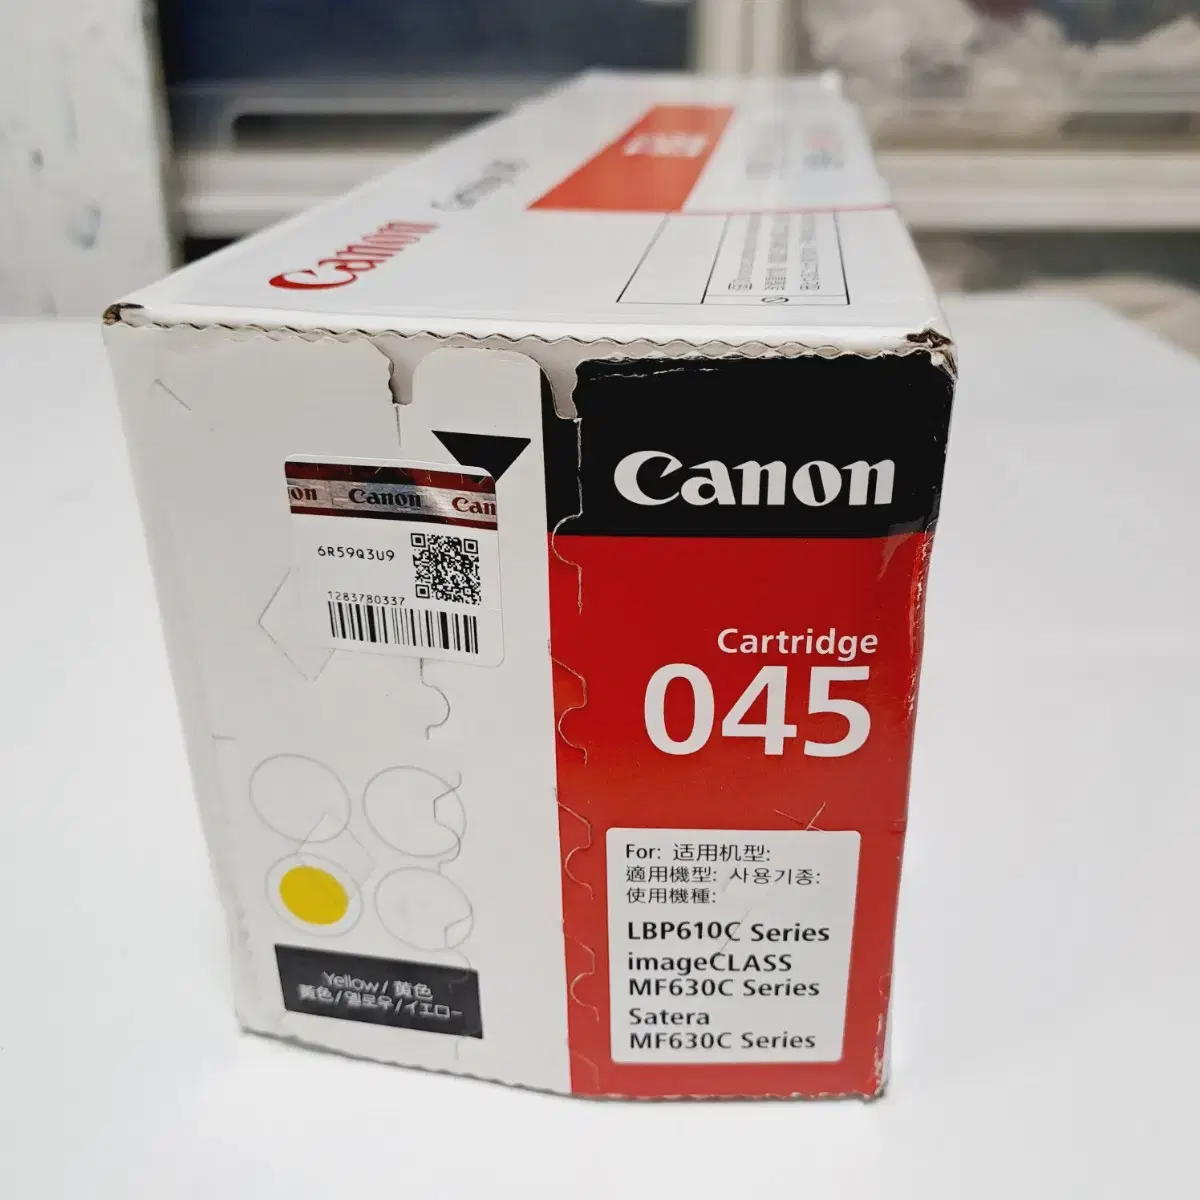 Canon
Canon
Canon
6R59Q3U9
1283780337
Cartridge
045
For: 适用机型:
適用機型: 사용기종:
使用機種:
LBP610C Series
imageCLASS
MF630C Series
Satera
MF630C Series
Yellow/黄色
黃色/옐로우/イエロー